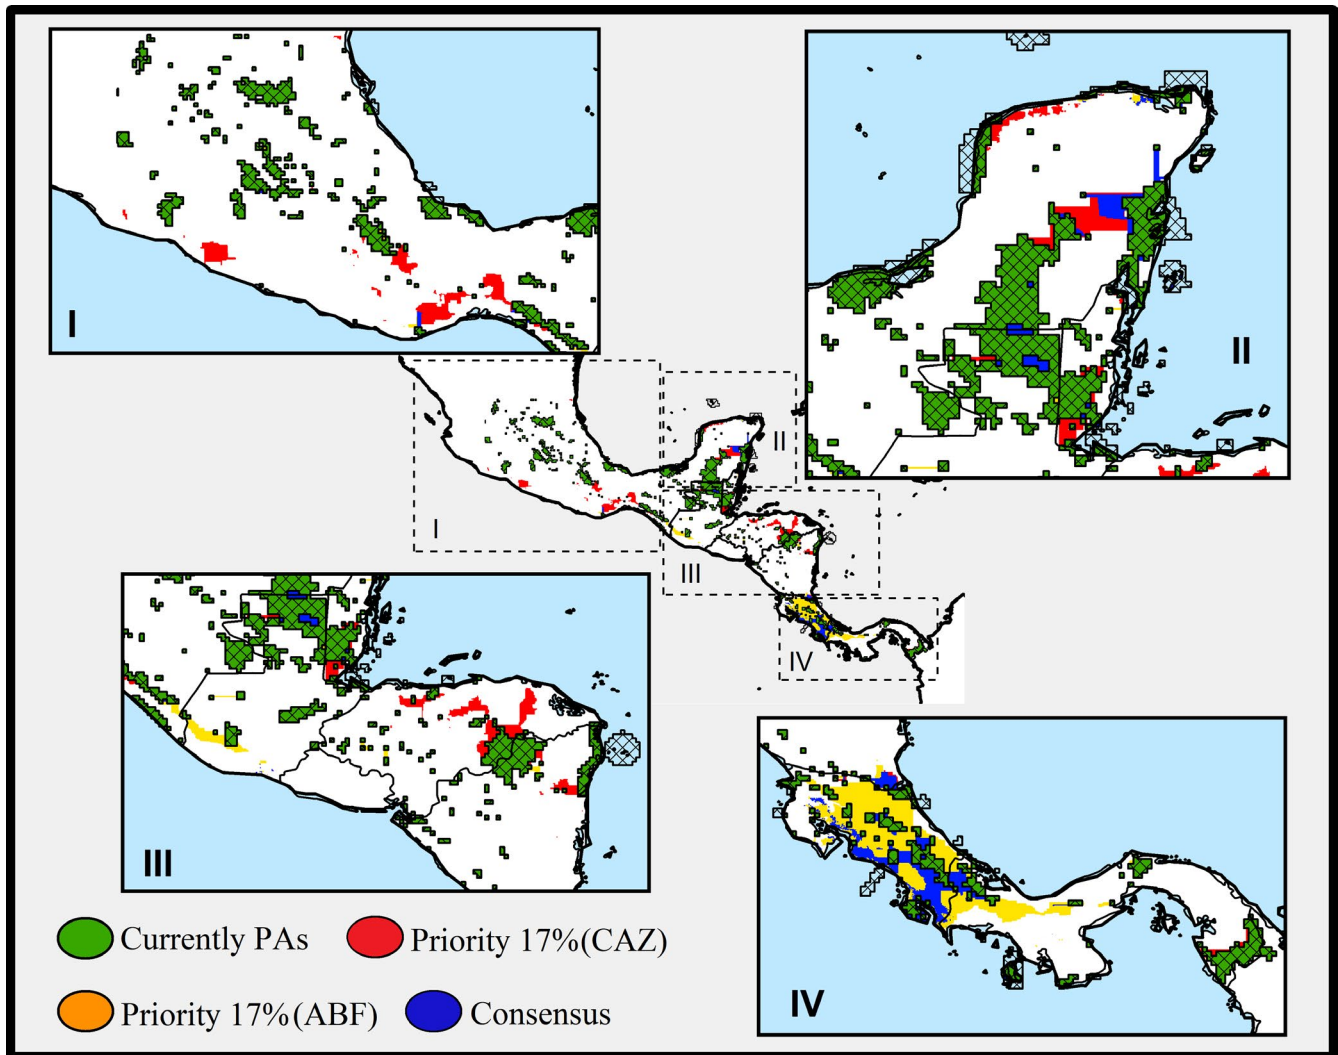 I
II
II
I
III
IV
III
IV
Currently PAs
Priority 17%(CAZ)
Priority 17%(ABF)
Consensus